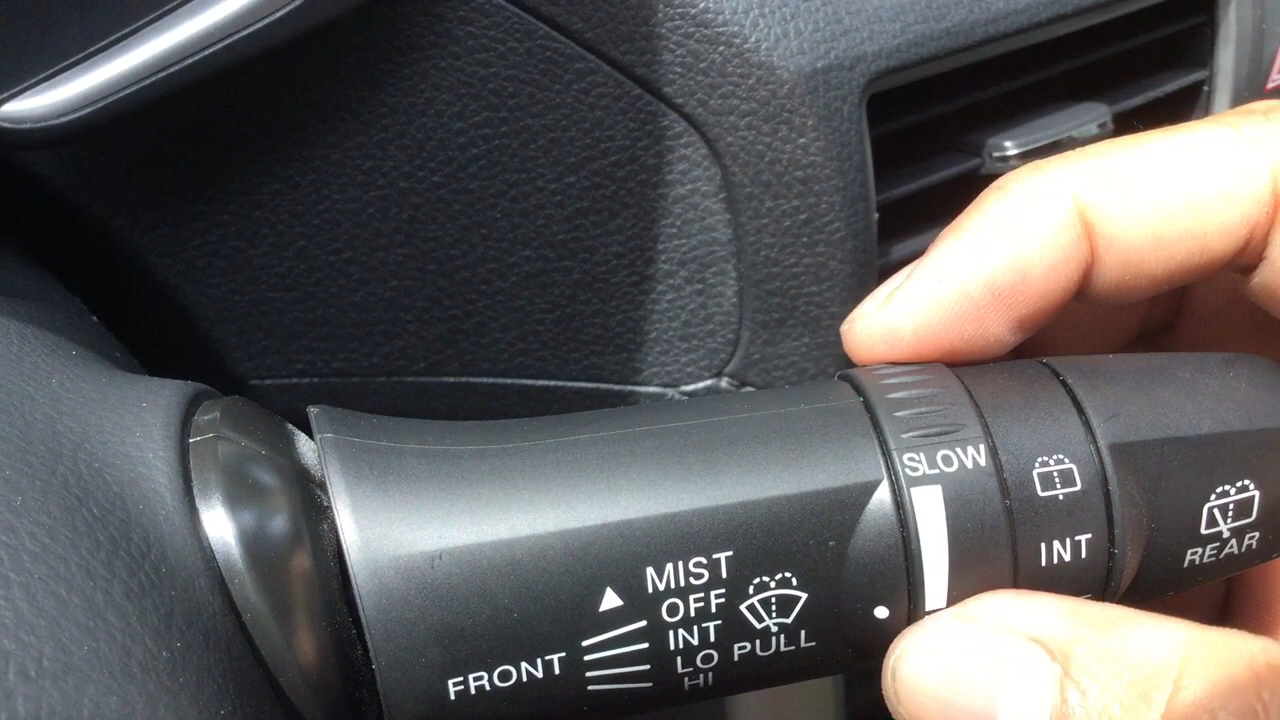 MIST
OFF
INT
LO PULL
HI
FRONT
SLOW
INT
REAR